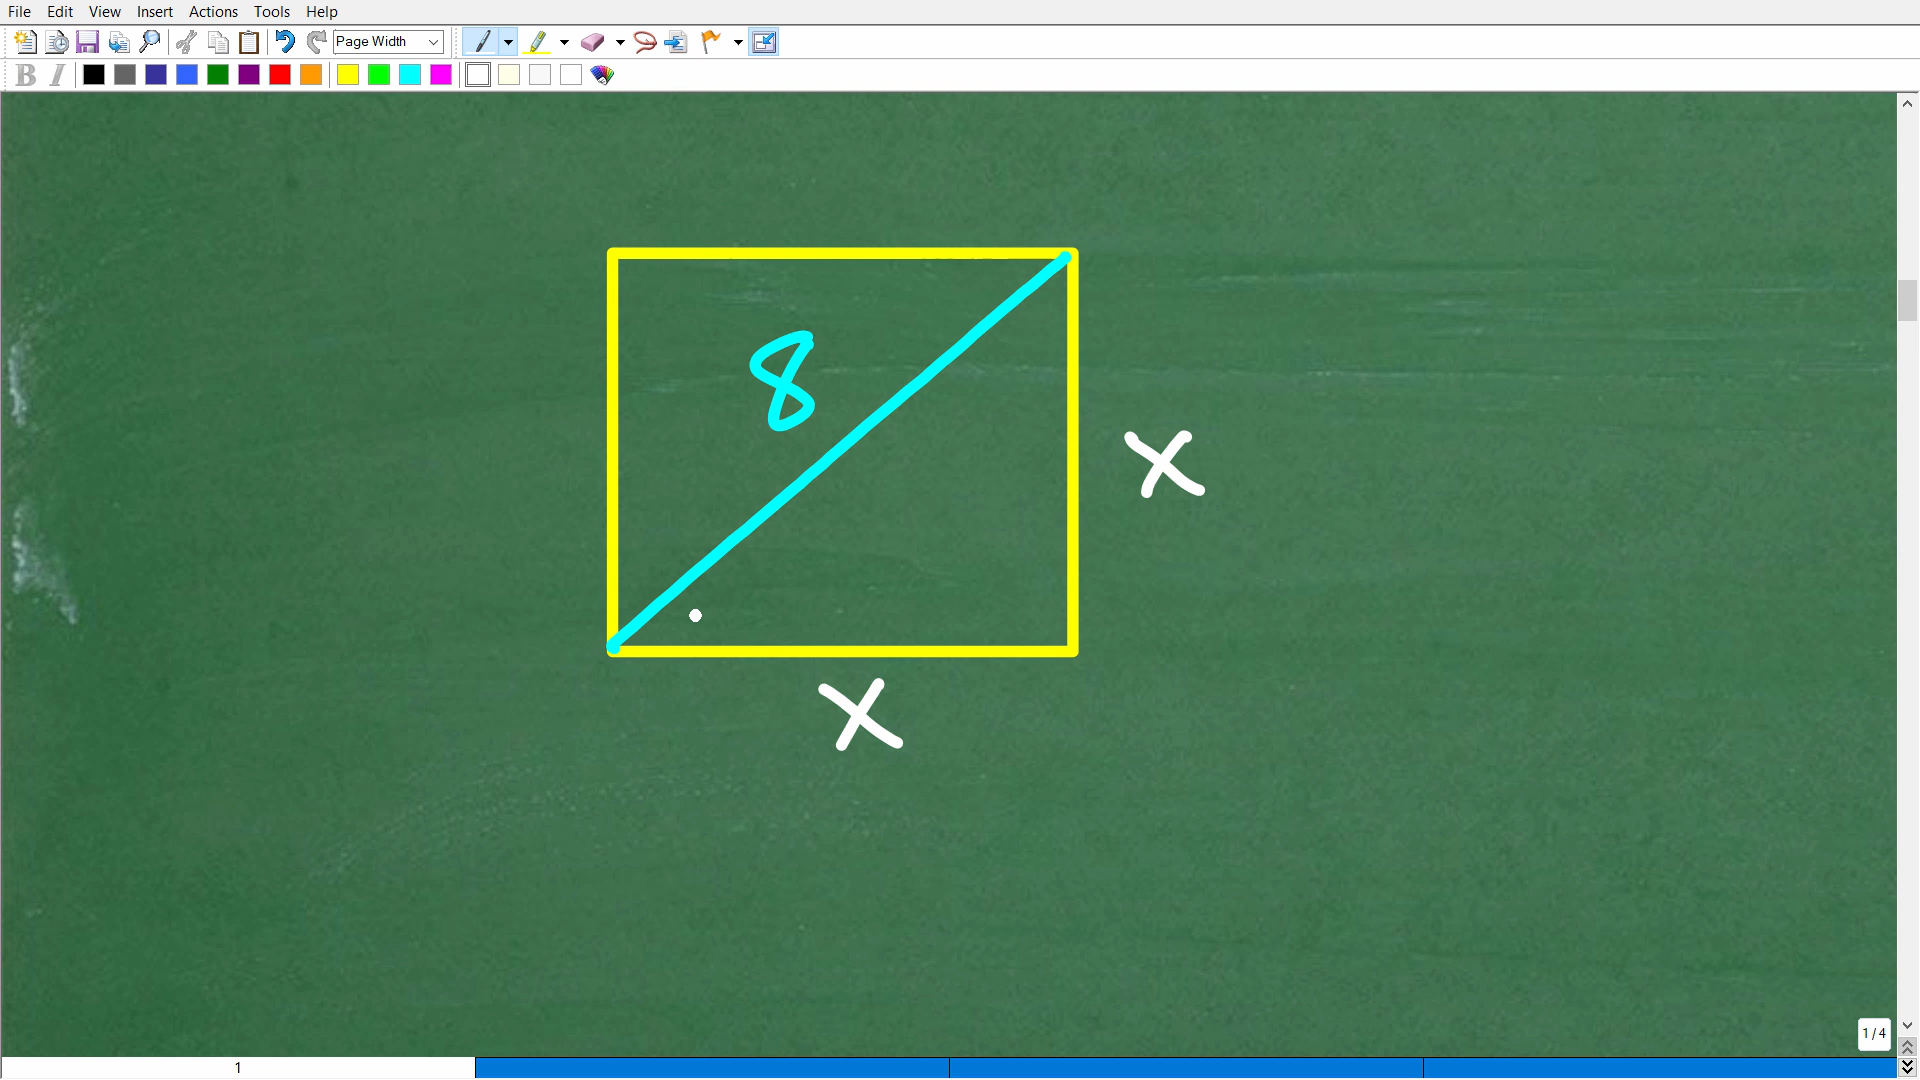 File Edit View Insert Actions Tools Help
Page Width
B I
8
x
x
1 / 4
1